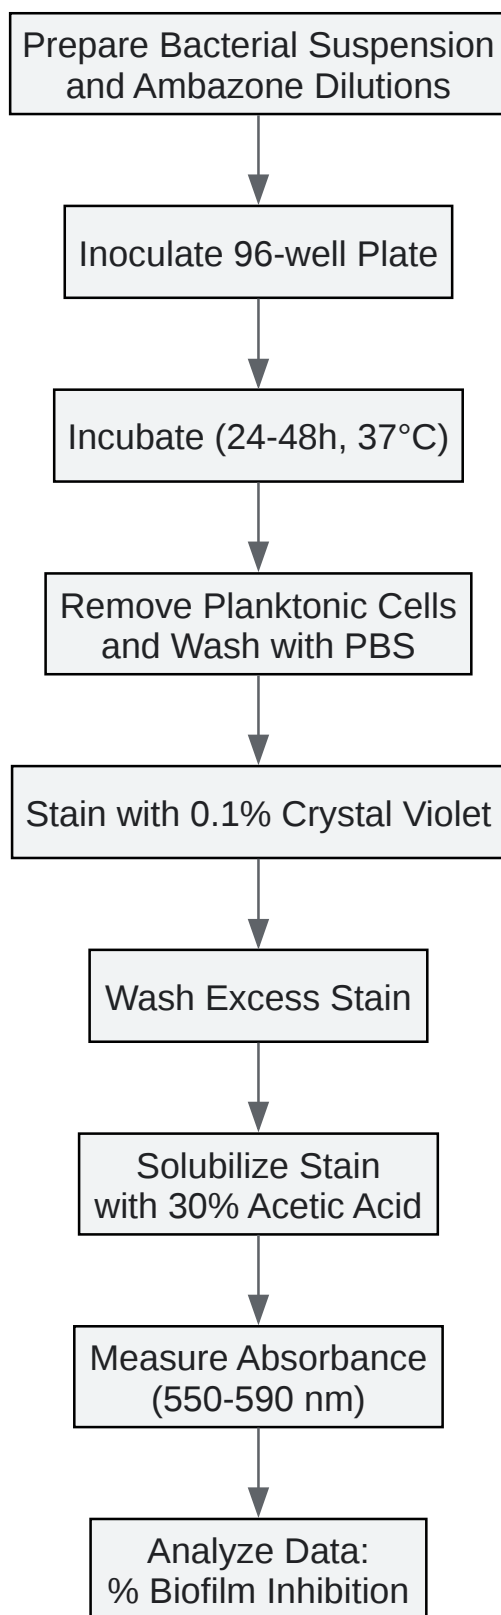 Prepare Bacterial Suspension
and Ambazone Dilutions
Inoculate 96-well Plate
Incubate (24-48h, 37°C)
Remove Planktonic Cells
and Wash with PBS
Stain with 0.1% Crystal Violet
Wash Excess Stain
Solubilize Stain
with 30% Acetic Acid
Measure Absorbance
(550-590 nm)
Analyze Data:
% Biofilm Inhibition